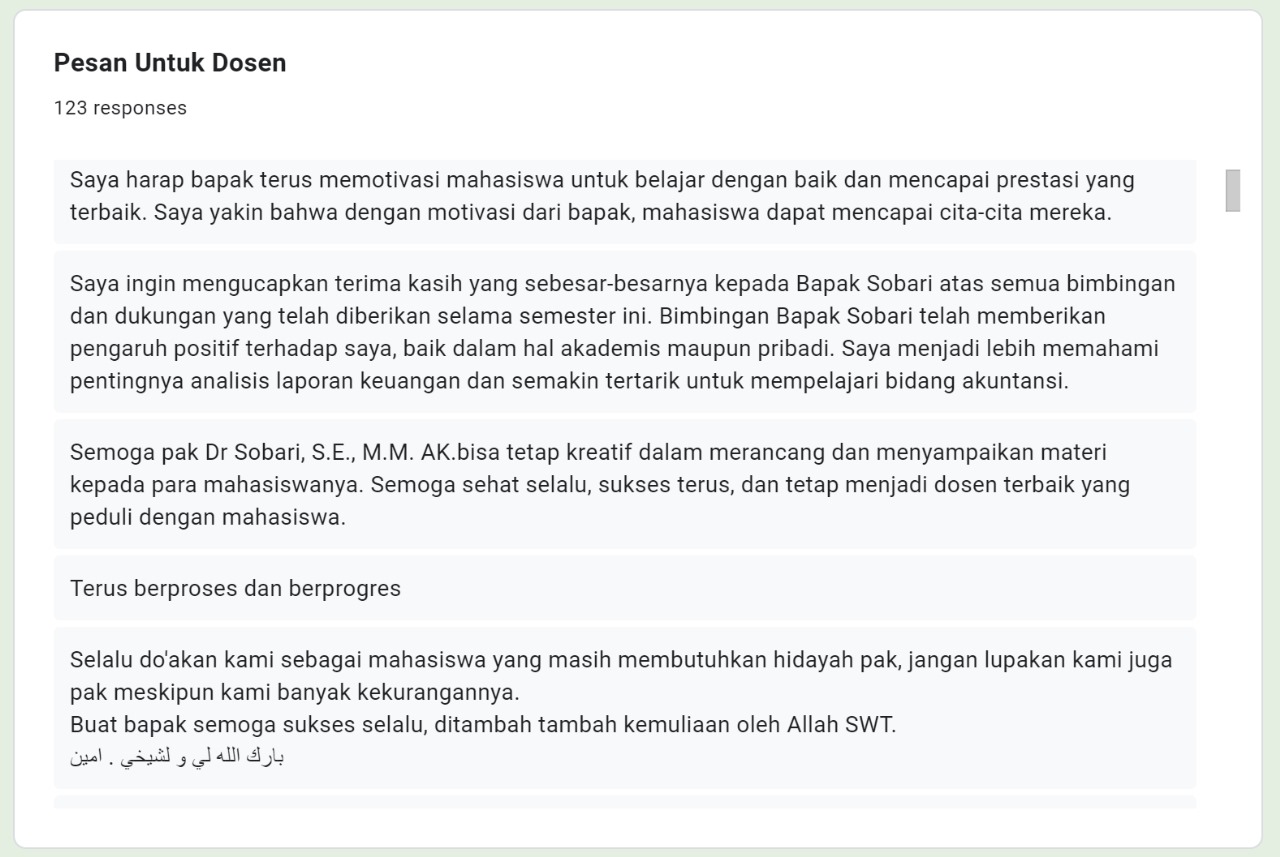 Pesan Untuk Dosen
123 responses
Saya harap bapak terus memotivasi mahasiswa untuk belajar dengan baik dan mencapai prestasi yang
terbaik. Saya yakin bahwa dengan motivasi dari bapak, mahasiswa dapat mencapai cita-cita mereka.
Saya ingin mengucapkan terima kasih yang sebesar-besarnya kepada Bapak Sobari atas semua bimbingan
dan dukungan yang telah diberikan selama semester ini. Bimbingan Bapak Sobari telah memberikan
pengaruh positif terhadap saya, baik dalam hal akademis maupun pribadi. Saya menjadi lebih memahami
pentingnya analisis laporan keuangan dan semakin tertarik untuk mempelajari bidang akuntansi.
Semoga pak Dr Sobari, S.E., M.M. AK.bisa tetap kreatif dalam merancang dan menyampaikan materi
kepada para mahasiswanya. Semoga sehat selalu, sukses terus, dan tetap menjadi dosen terbaik yang
peduli dengan mahasiswa.
Terus berproses dan berprogres
Selalu do'akan kami sebagai mahasiswa yang masih membutuhkan hidayah pak, jangan lupakan kami juga
pak meskipun kami banyak kekurangannya.
Buat bapak semoga sukses selalu, ditambah tambah kemuliaan oleh Allah SWT.
بارك الله لي و لشيخي . امين